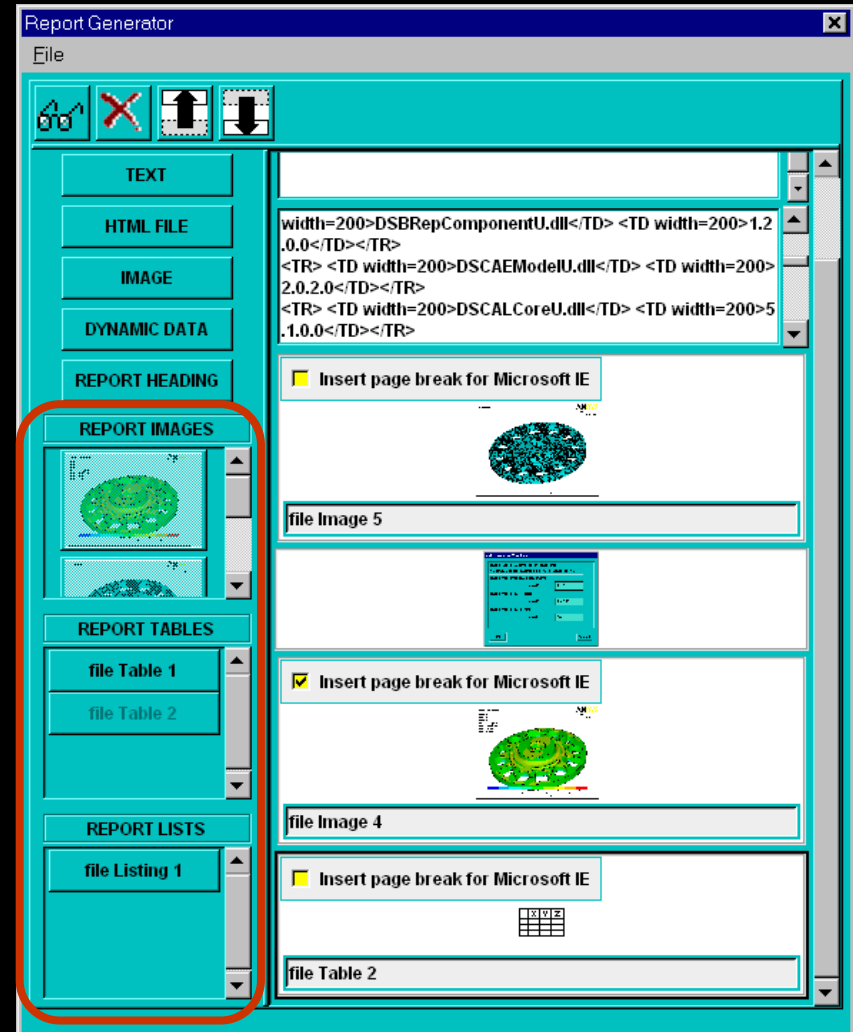 Report Generator
File
TEXT
HTML FILE
IMAGE
DYNAMIC DATA
REPORT HEADING
REPORT IMAGES
REPORT TABLES
file Table 1
file Table 2
REPORT LISTS
file Listing 1
width=200>DSBRepComponentU.dll</TD> <TD width=200>1.2
.0.0</TD></TR>
<TR> <TD width=200>DSCAEModelU.dll</TD> <TD width=200>
2.0.2.0</TD></TR>
<TR> <TD width=200>DSCALCoreU.dll</TD> <TD width=200>5
.1.0.0</TD></TR>
Insert page break for Microsoft IE
file Image 5
Insert page break for Microsoft IE
file Image 4
Insert page break for Microsoft IE
X Y Z
file Table 2